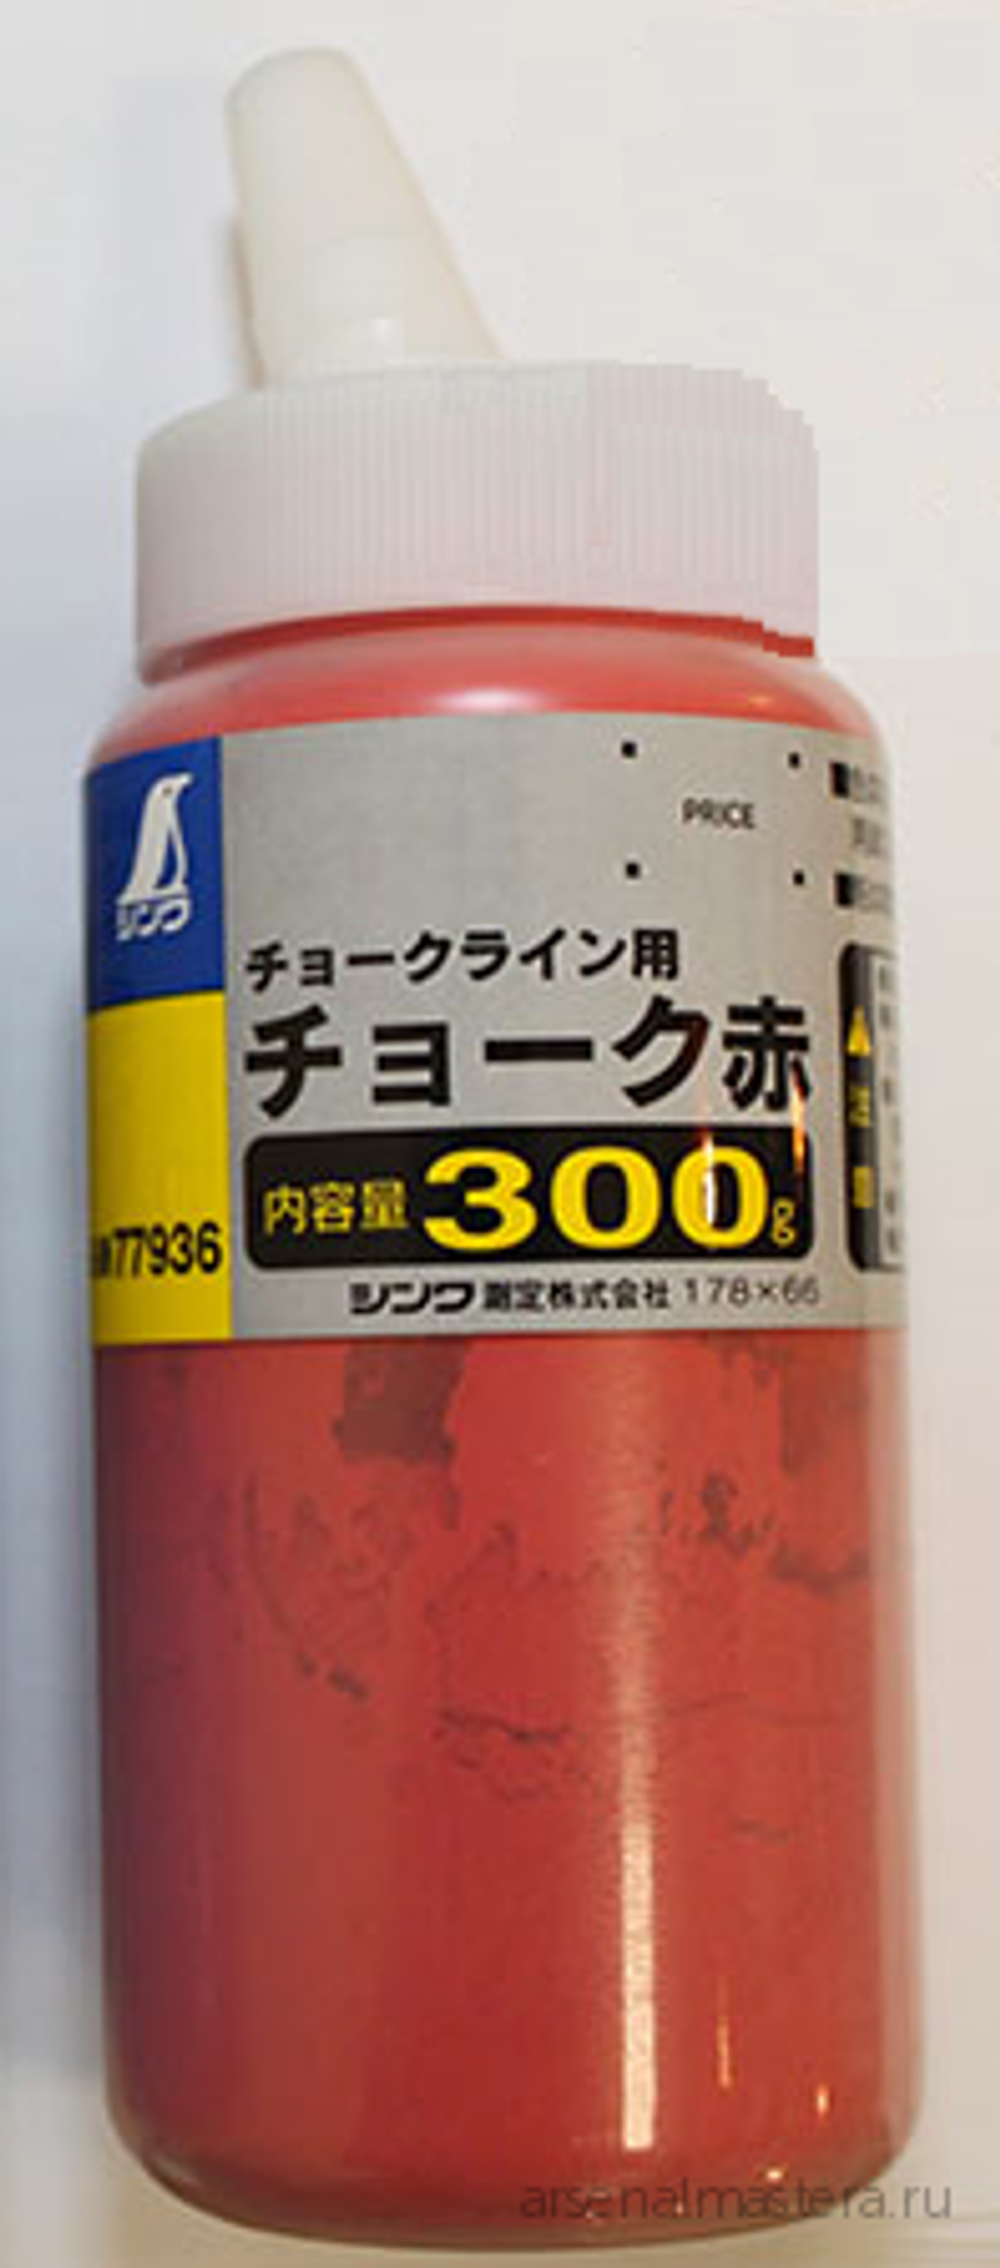 シンワ
PRICE
チョークライン用
チョーク赤
内容量 300g
77936
シンワ測定株式会社 178×66
arsenalmastera.ru